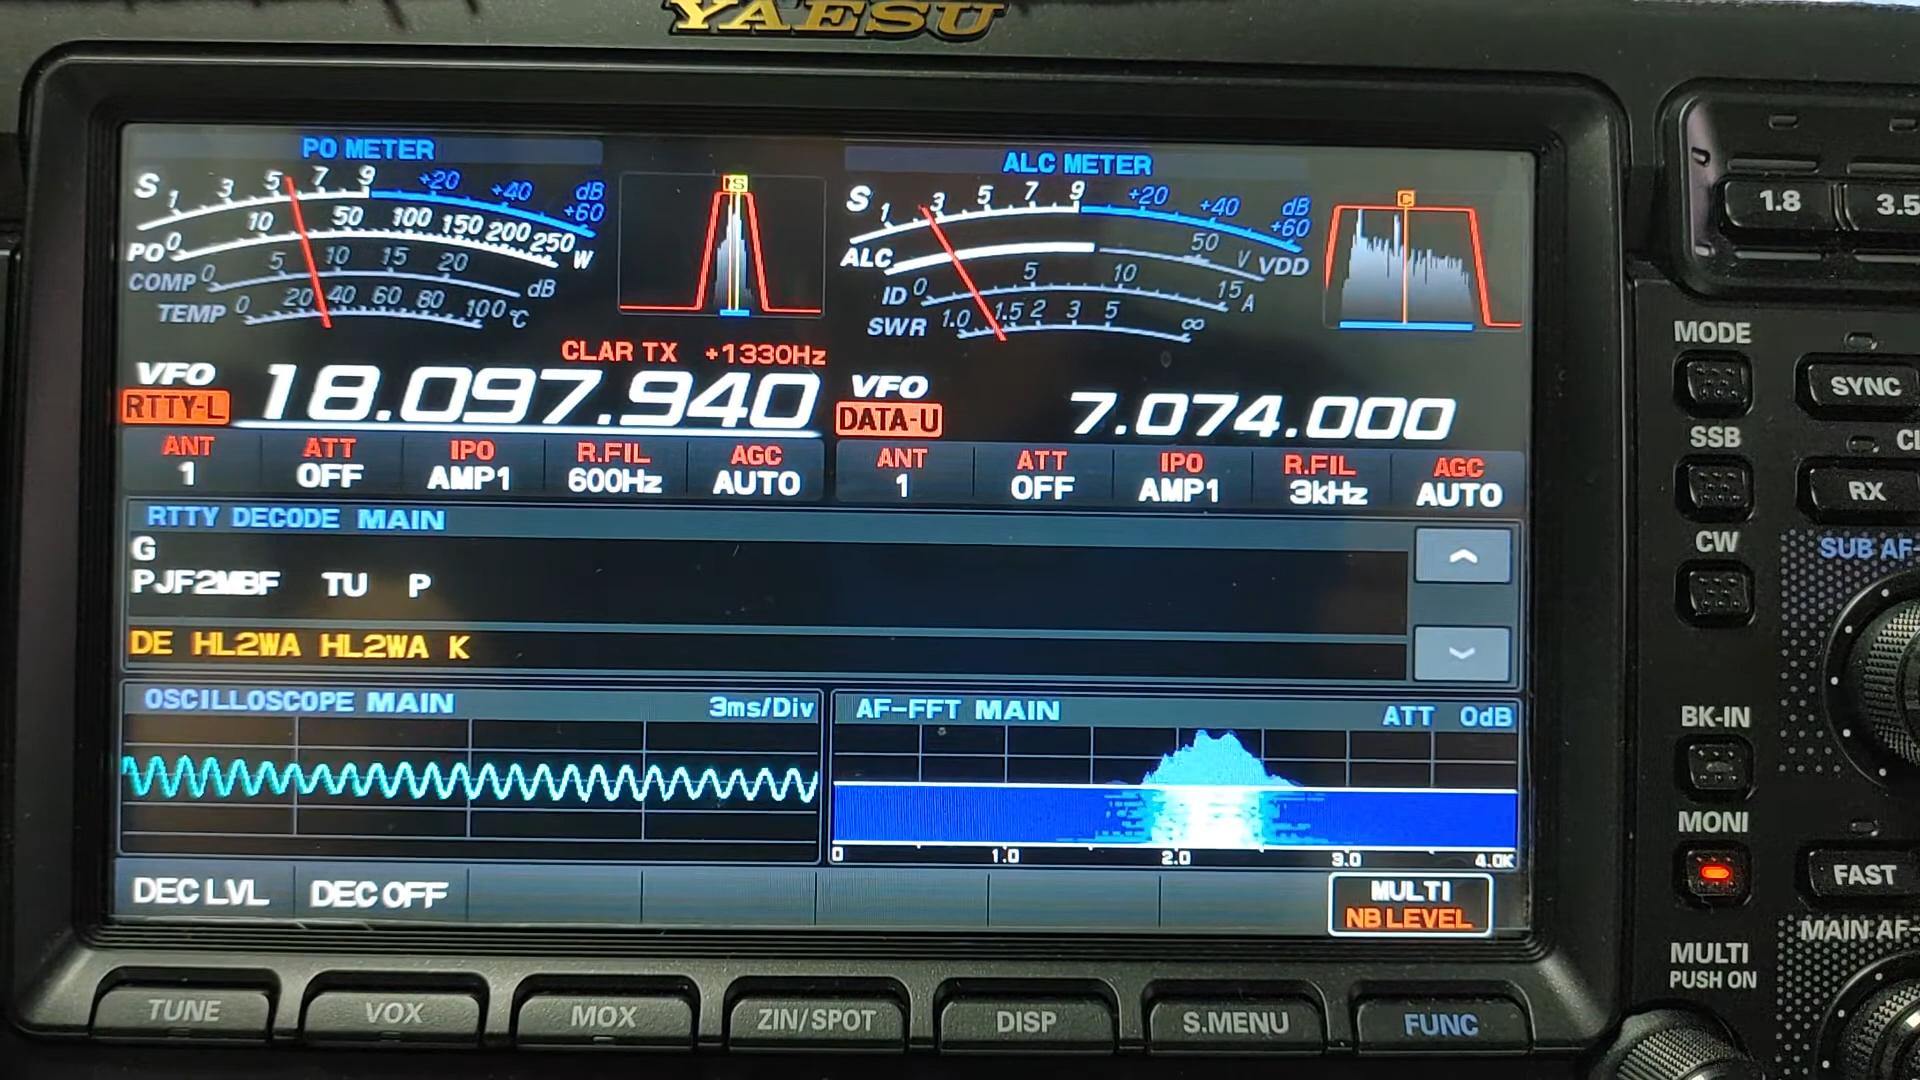 YAESU
PO METER
S 1 3 5 7 9 +20 +40 +60 dB
PO 0 10 50 100 150 200 250 W
COMP 0 5 10 15 20 dB
TEMP 0 20 40 60 80 100 °C
S
ALC METER
S 1 3 5 7 9 +20 +40 +60 dB
ALC 50 V VDD
ID 0 5 10 15 A
SWR 1.0 1.5 2 3 5 ∞
C
CLAR TX +1330Hz
VFO
RTTY-L
18.097.940
VFO
DATA-U
7.074.000
ANT ATT IPO R.FIL AGC
1 OFF AMP1 600Hz AUTO
ANT ATT IPO R.FIL AGC
1 OFF AMP1 3kHz AUTO
RTTY DECODE MAIN
G
PJF2MBF TU P
DE HL2WA HL2WA K
OSCILLOSCOPE MAIN 3ms/Div
AF-FFT MAIN ATT 0dB
0 1.0 2.0 3.0 4.0K
DEC LVL DEC OFF
MULTI
NB LEVEL
TUNE VOX MOX ZIN/SPOT DISP S.MENU FUNC
1.8 3.5
MODE
SYNC
SSB
RX
CW
SUB AF-
BK-IN
MONI
FAST
MAIN AF-
MULTI
PUSH ON